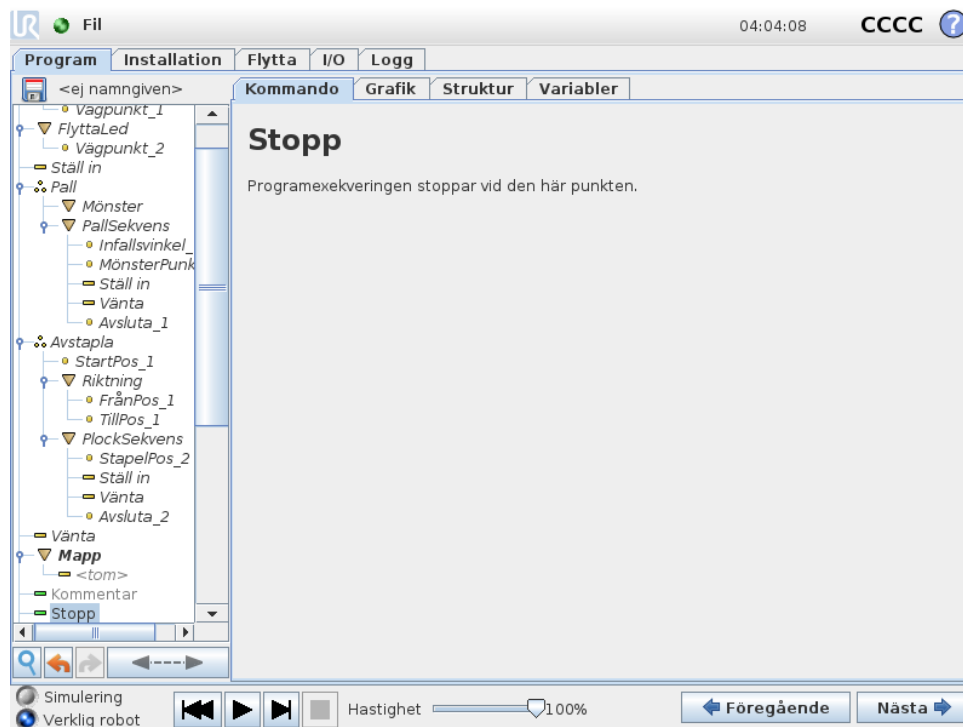 UR Fil 04:04:08 CCCC ?
Program Installation Flytta I/O Logg
<ej namngiven>
Kommando Grafik Struktur Variabler
Vägpunkt_1
FlyttaLed
Vägpunkt_2
Ställ in
Pall
Mönster
PallSekvens
Infallsvinkel_
MönsterPunk
Ställ in
Vänta
Avsluta_1
Avstapla
StartPos_1
Riktning
FrånPos_1
TillPos_1
PlockSekvens
StapelPos_2
Ställ in
Vänta
Avsluta_2
Vänta
Mapp
<tom>
Kommentar
Stopp
Stopp
Programexekveringen stoppar vid den här punkten.
Simulering
Verklig robot
Hastighet 100%
Föregående Nästa